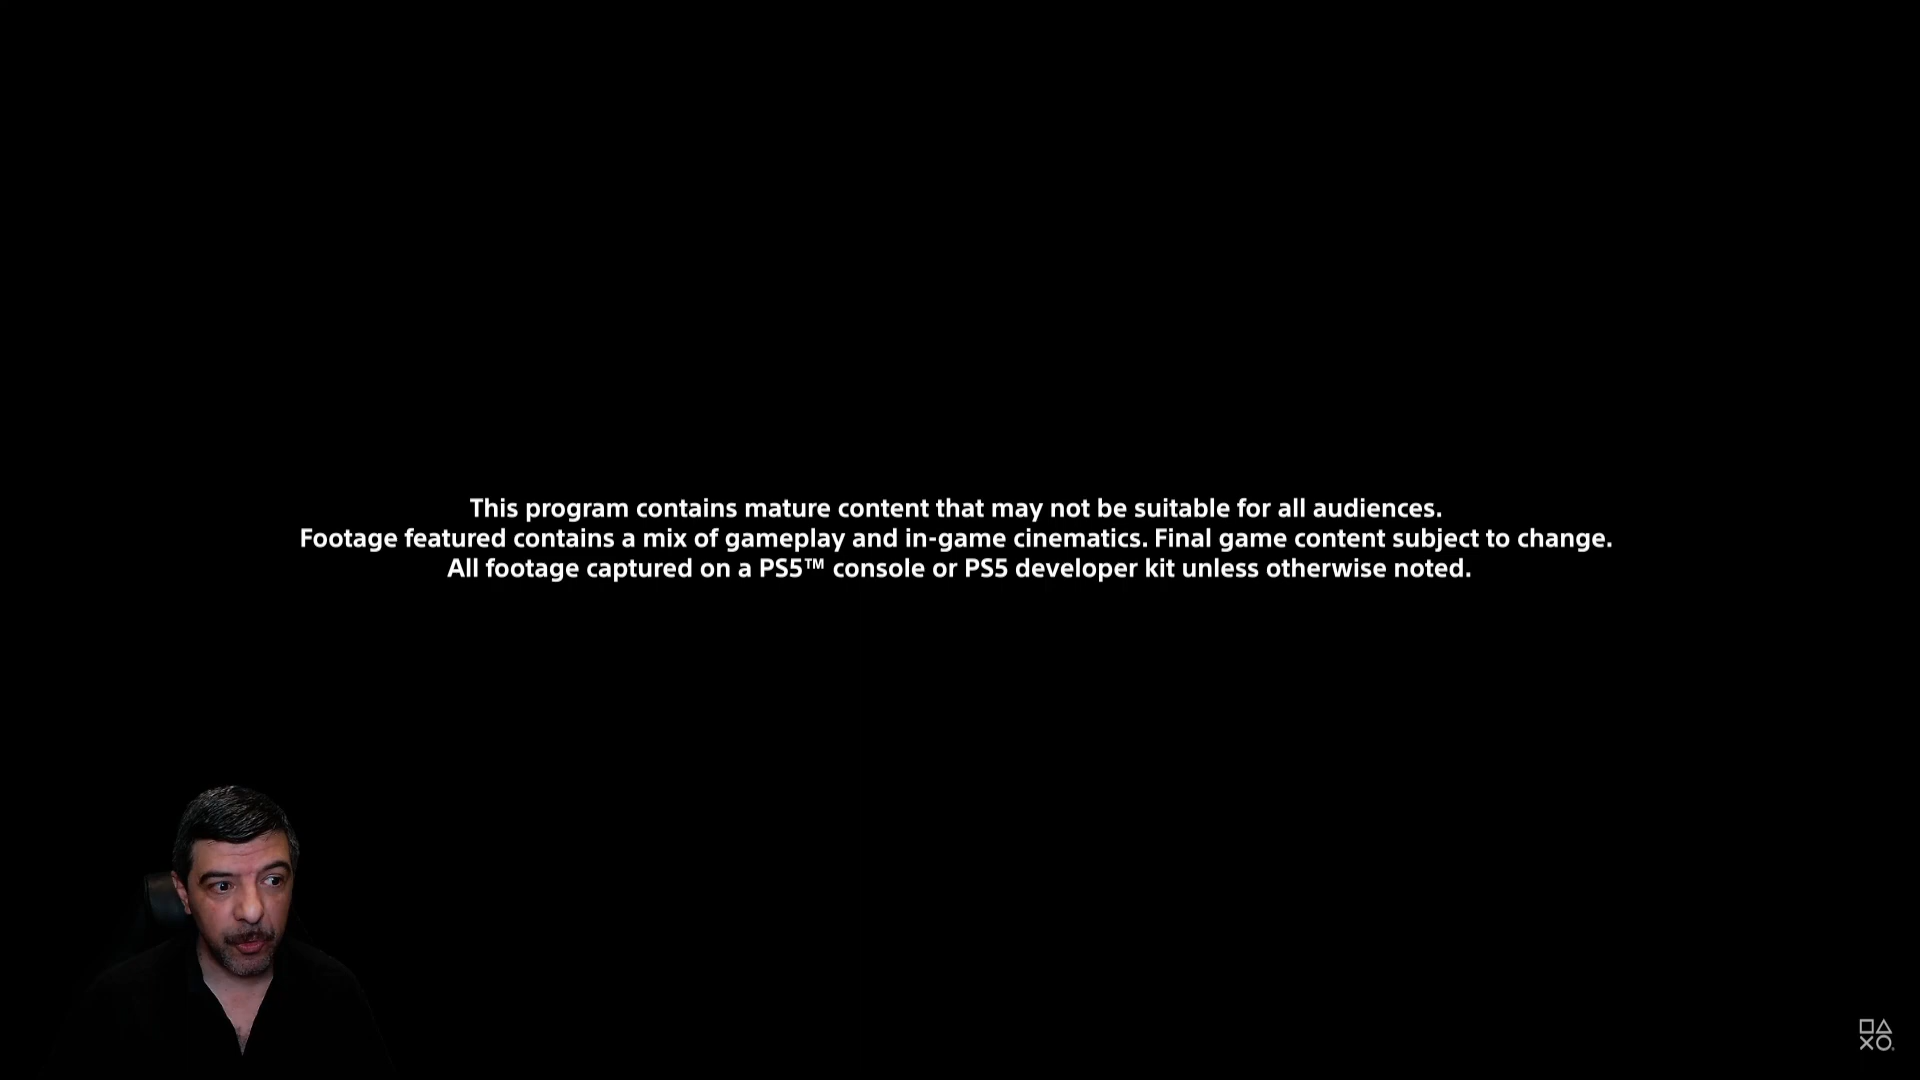 This program contains mature content that may not be suitable for all audiences.
Footage featured contains a mix of gameplay and in-game cinematics. Final game content subject to change.
All footage captured on a PS5™ console or PS5 developer kit unless otherwise noted.